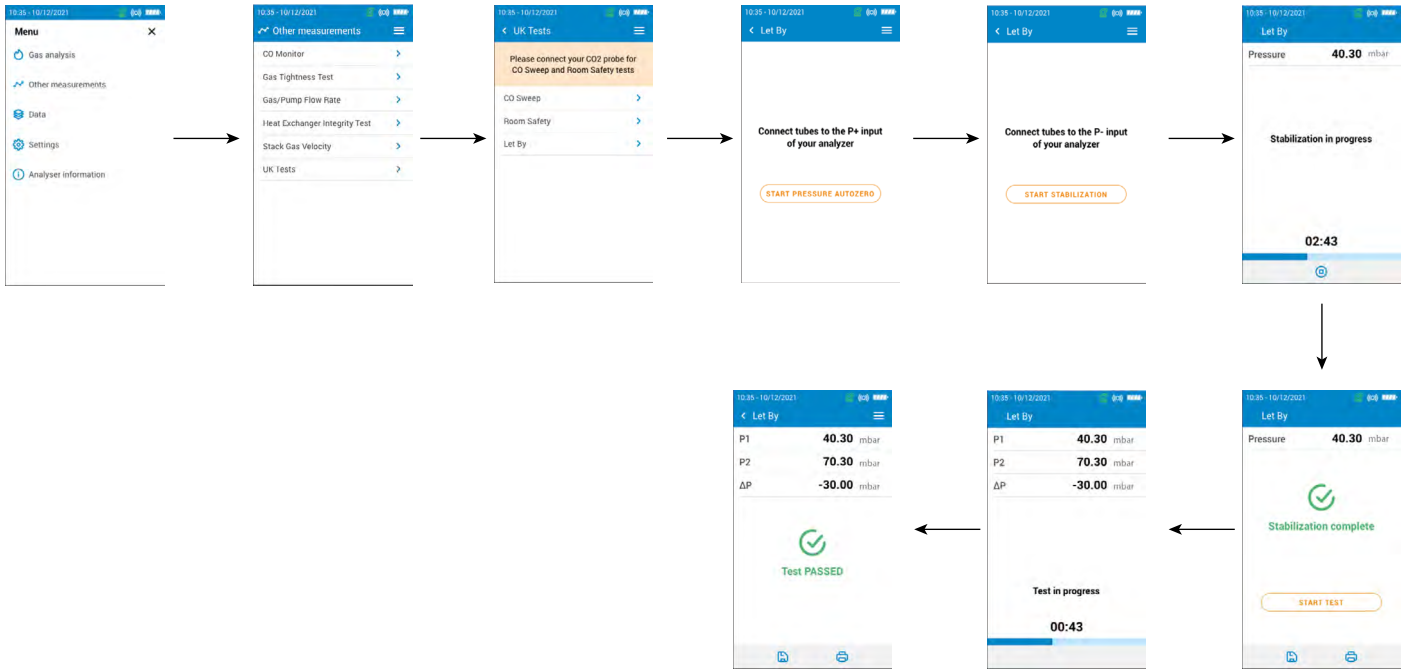 10:35 - 10/12/2021
Menu
Gas analysis
Other measurements
Data
Settings
Analyser information
10:35 - 10/12/2021
Other measurements
CO Monitor
Gas Tightness Test
Gas/Pump Flow Rate
Heat Exchanger Integrity Test
Stack Gas Velocity
UK Tests
10:35 - 10/12/2021
UK Tests
Please connect your CO2 probe for
CO Sweep and Room Safety tests
CO Sweep
Room Safety
Let By
10:35 - 10/12/2021
Let By
Connect tubes to the P+ input
of your analyzer
START PRESSURE AUTOZERO
10:35 - 10/12/2021
Let By
Connect tubes to the P- input
of your analyzer
START STABILIZATION
10:35 - 10/12/2021
Let By
Pressure 40.30 mbar
Stabilization in progress
02:43
10:35 - 10/12/2021
Let By
P1 40.30 mbar
P2 70.30 mbar
ΔP -30.00 mbar
Test PASSED
10:35 - 10/12/2021
Let By
P1 40.30 mbar
P2 70.30 mbar
ΔP -30.00 mbar
Test in progress
00:43
10:35 - 10/12/2021
Let By
Pressure 40.30 mbar
Stabilization complete
START TEST